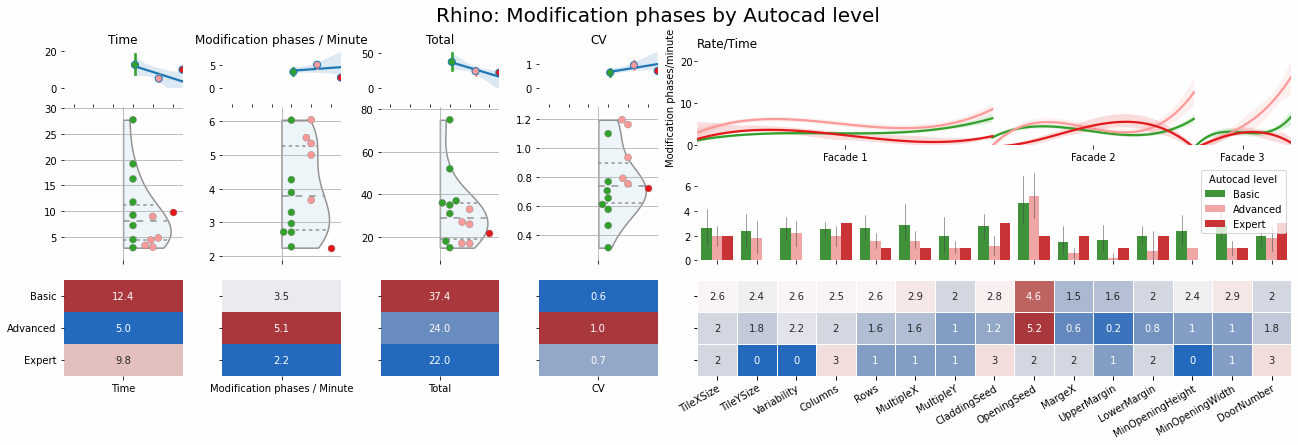 Rhino: Modification phases by Autocad level
Time
Modification phases / Minute
Total
CV
Rate/Time
20
0
5
0
50
0
1
0
Modification phases/minute
20
10
0
Facade 1
Facade 2
Facade 3
30
25
20
15
10
5
6
5
4
3
2
80
60
40
20
1.2
1.0
0.8
0.6
0.4
6
4
2
0
Autocad level
Basic
Advanced
Expert
Basic
12.4
3.5
37.4
0.6
2.6 2.4 2.6 2.5 2.6 2.9 2 2.8 4.6 1.5 1.6 2 2.4 2.9 2
Advanced
5.0
5.1
24.0
1.0
2 1.8 2.2 2 1.6 1.6 1 1.2 5.2 0.6 0.2 0.8 1 1 1.8
Expert
9.8
2.2
22.0
0.7
2 0 0 3 1 1 1 3 2 2 1 2 0 1 3
Time
Modification phases / Minute
Total
CV
TileXSize
TileYSize
Variability
Columns
Rows
MultipleX
MultipleY
CladdingSeed
OpeningSeed
MargeX
UpperMargin
LowerMargin
MinOpeningHeight
MinOpeningWidth
DoorNumber